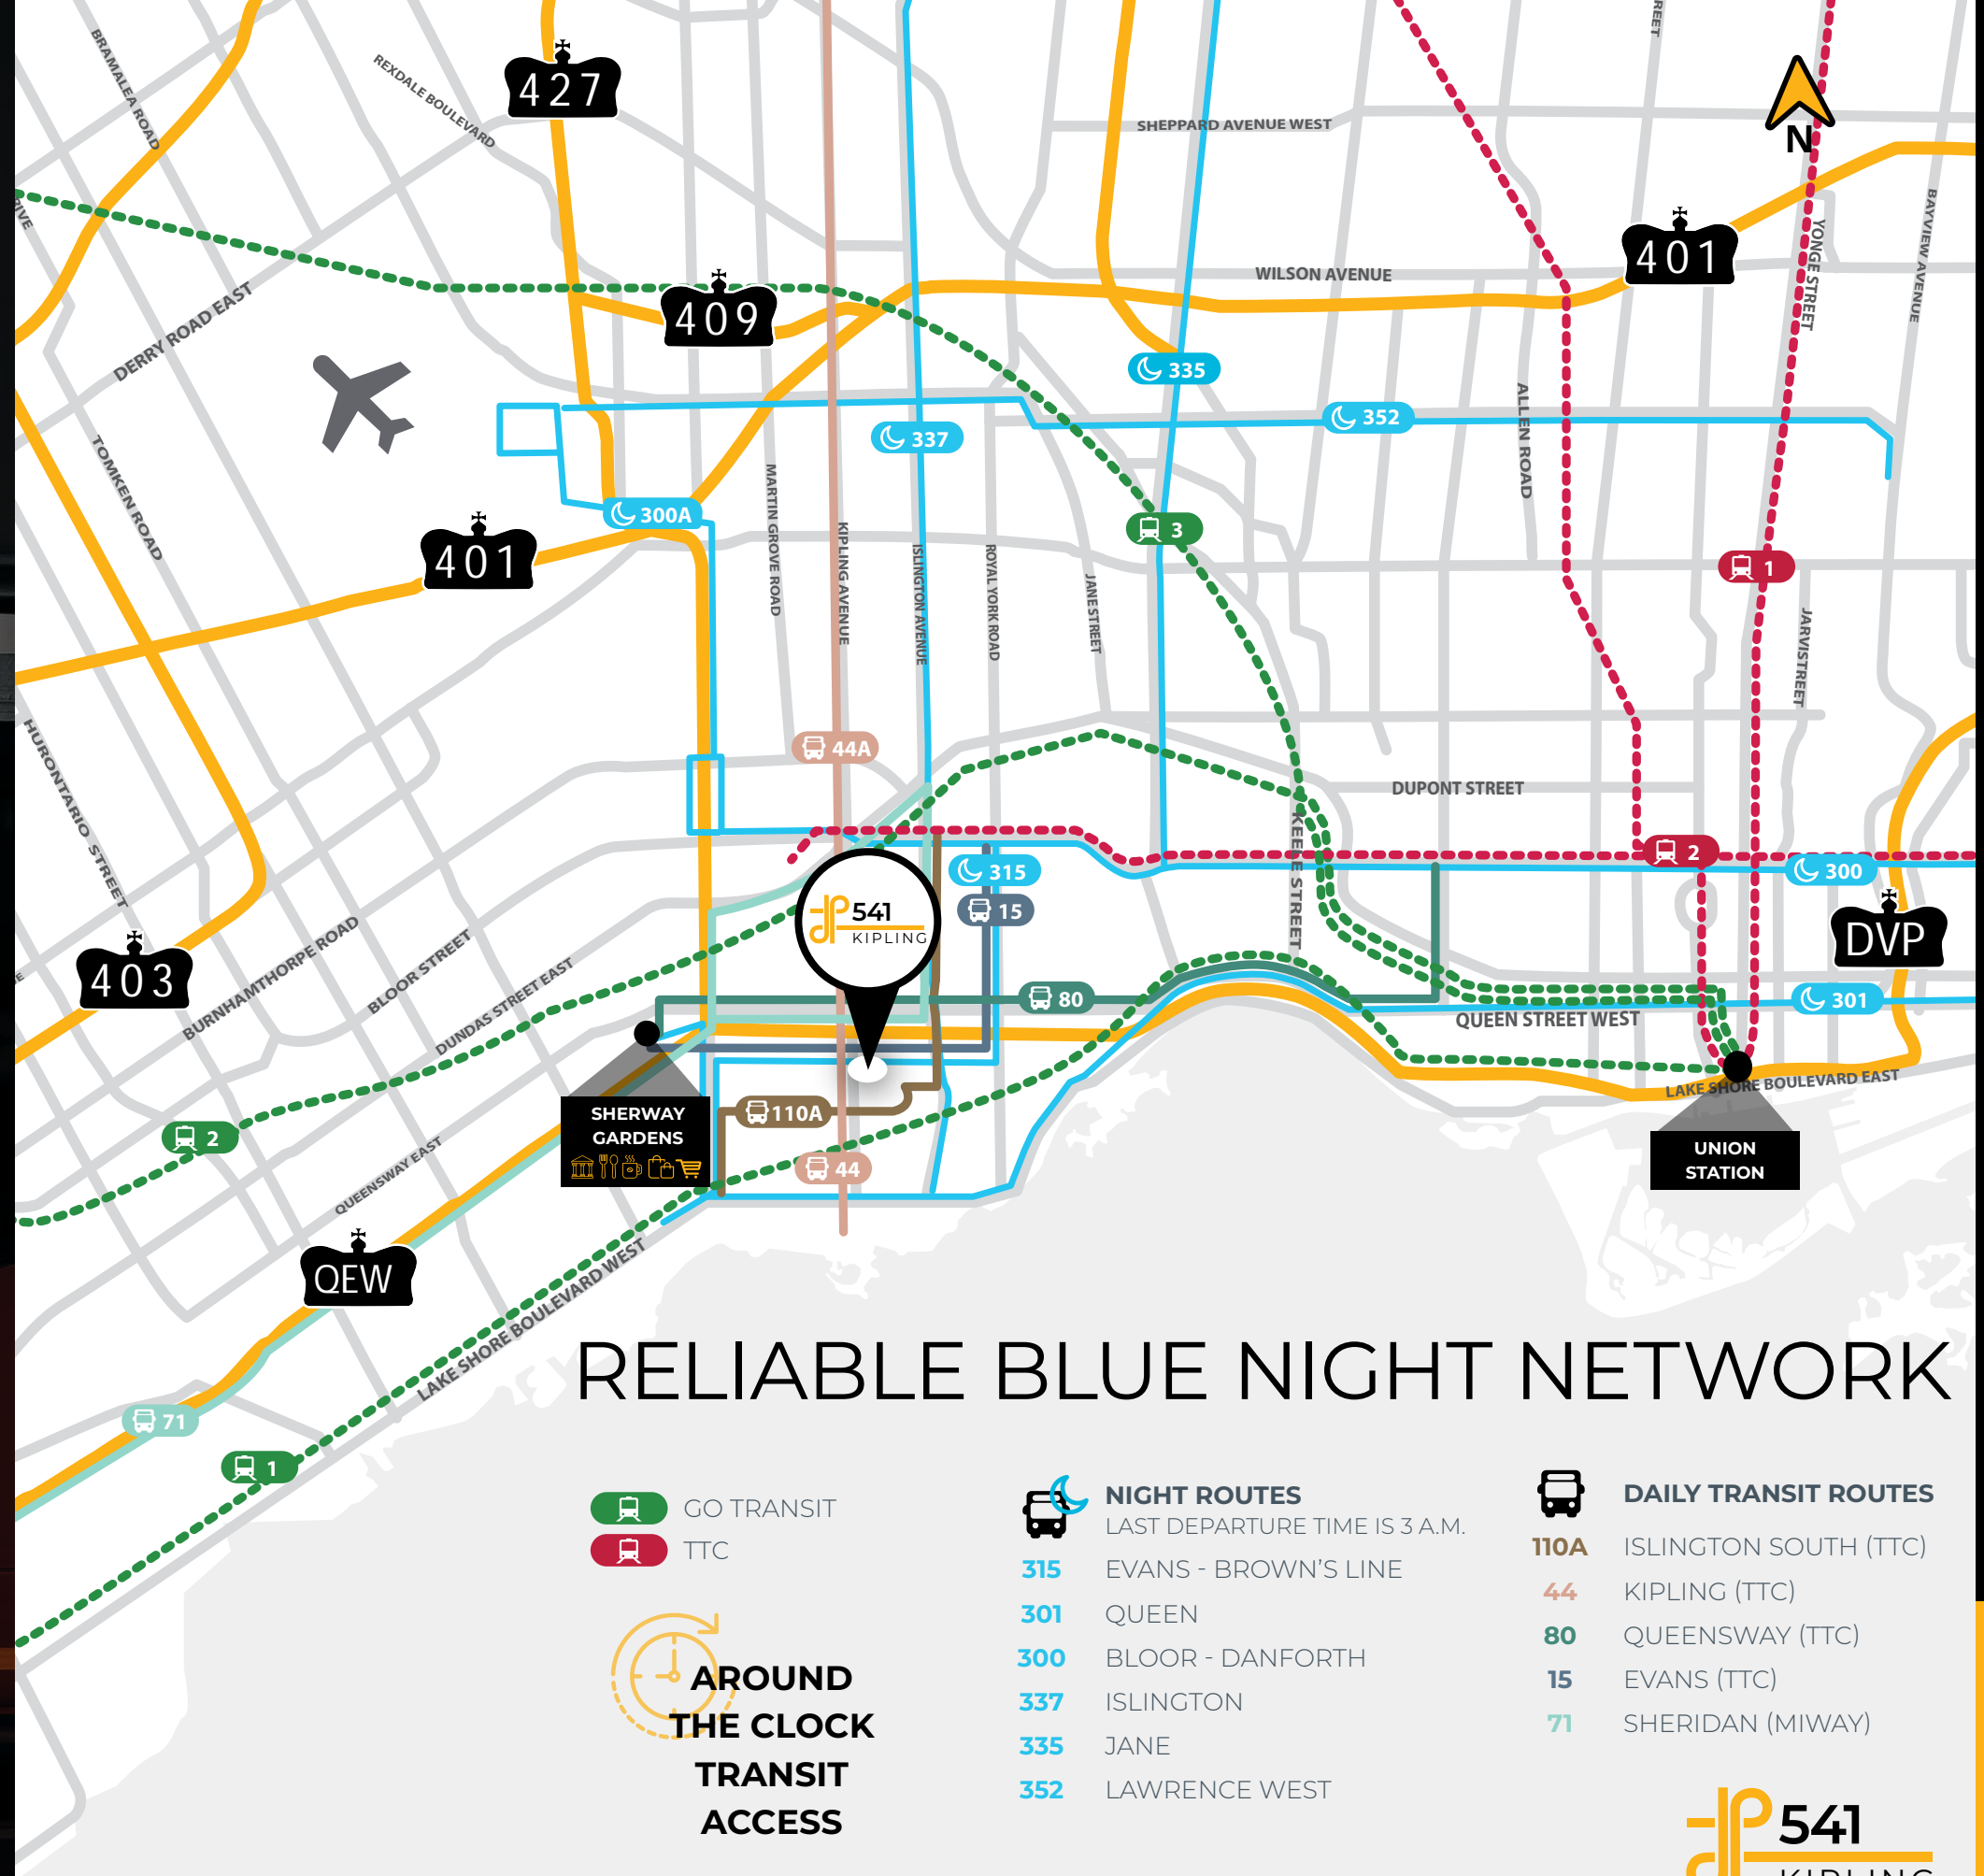 BRAMALEA ROAD
REXDALE BOULEVARD
427
SHEPPARD AVENUE WEST
N
401
YONGE STREET
BAYVIEW AVENUE
WILSON AVENUE
409
DERRY ROAD EAST
335
352
337
ALLEN ROAD
TOMKEN ROAD
MARTIN GROVE ROAD
300A
KIPLING AVENUE
ISLINGTON AVENUE
ROYAL YORK ROAD
JANE STREET
3
401
1
JARVISTREET
HURONTARIO STREET
44A
DUPONT STREET
KEELE STREET
2
315
300
15
541
KIPLING
DVP
403
BURNHAMTHORPE ROAD
BLOOR STREET
DUNDAS STREET EAST
80
301
QUEEN STREET WEST
LAKE SHORE BOULEVARD EAST
SHERWAY
GARDENS
110A
2
44
UNION
STATION
QUEENSWAY EAST
QEW
LAKE SHORE BOULEVARD WEST
71
1
RELIABLE BLUE NIGHT NETWORK
GO TRANSIT
TTC
AROUND
THE CLOCK
TRANSIT
ACCESS
NIGHT ROUTES
LAST DEPARTURE TIME IS 3 A.M.
315 EVANS - BROWN'S LINE
301 QUEEN
300 BLOOR - DANFORTH
337 ISLINGTON
335 JANE
352 LAWRENCE WEST
DAILY TRANSIT ROUTES
110A ISLINGTON SOUTH (TTC)
44 KIPLING (TTC)
80 QUEENSWAY (TTC)
15 EVANS (TTC)
71 SHERIDAN (MIWAY)
541
KIPLING